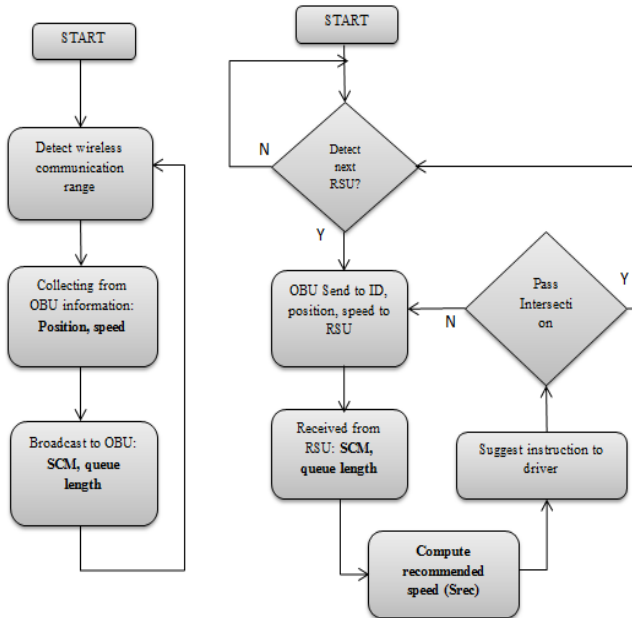 START
Detect wireless
communication
range
Collecting from
OBU information:
Position, speed
Broadcast to OBU:
SCM, queue
length
START
N
Detect
next
RSU?
Y
OBU Send to ID,
position, speed to
RSU
Received from
RSU: SCM,
queue length
Compute
recommended
speed (Srec)
Suggest instruction to
driver
Pass
Intersecti
on
N
Y